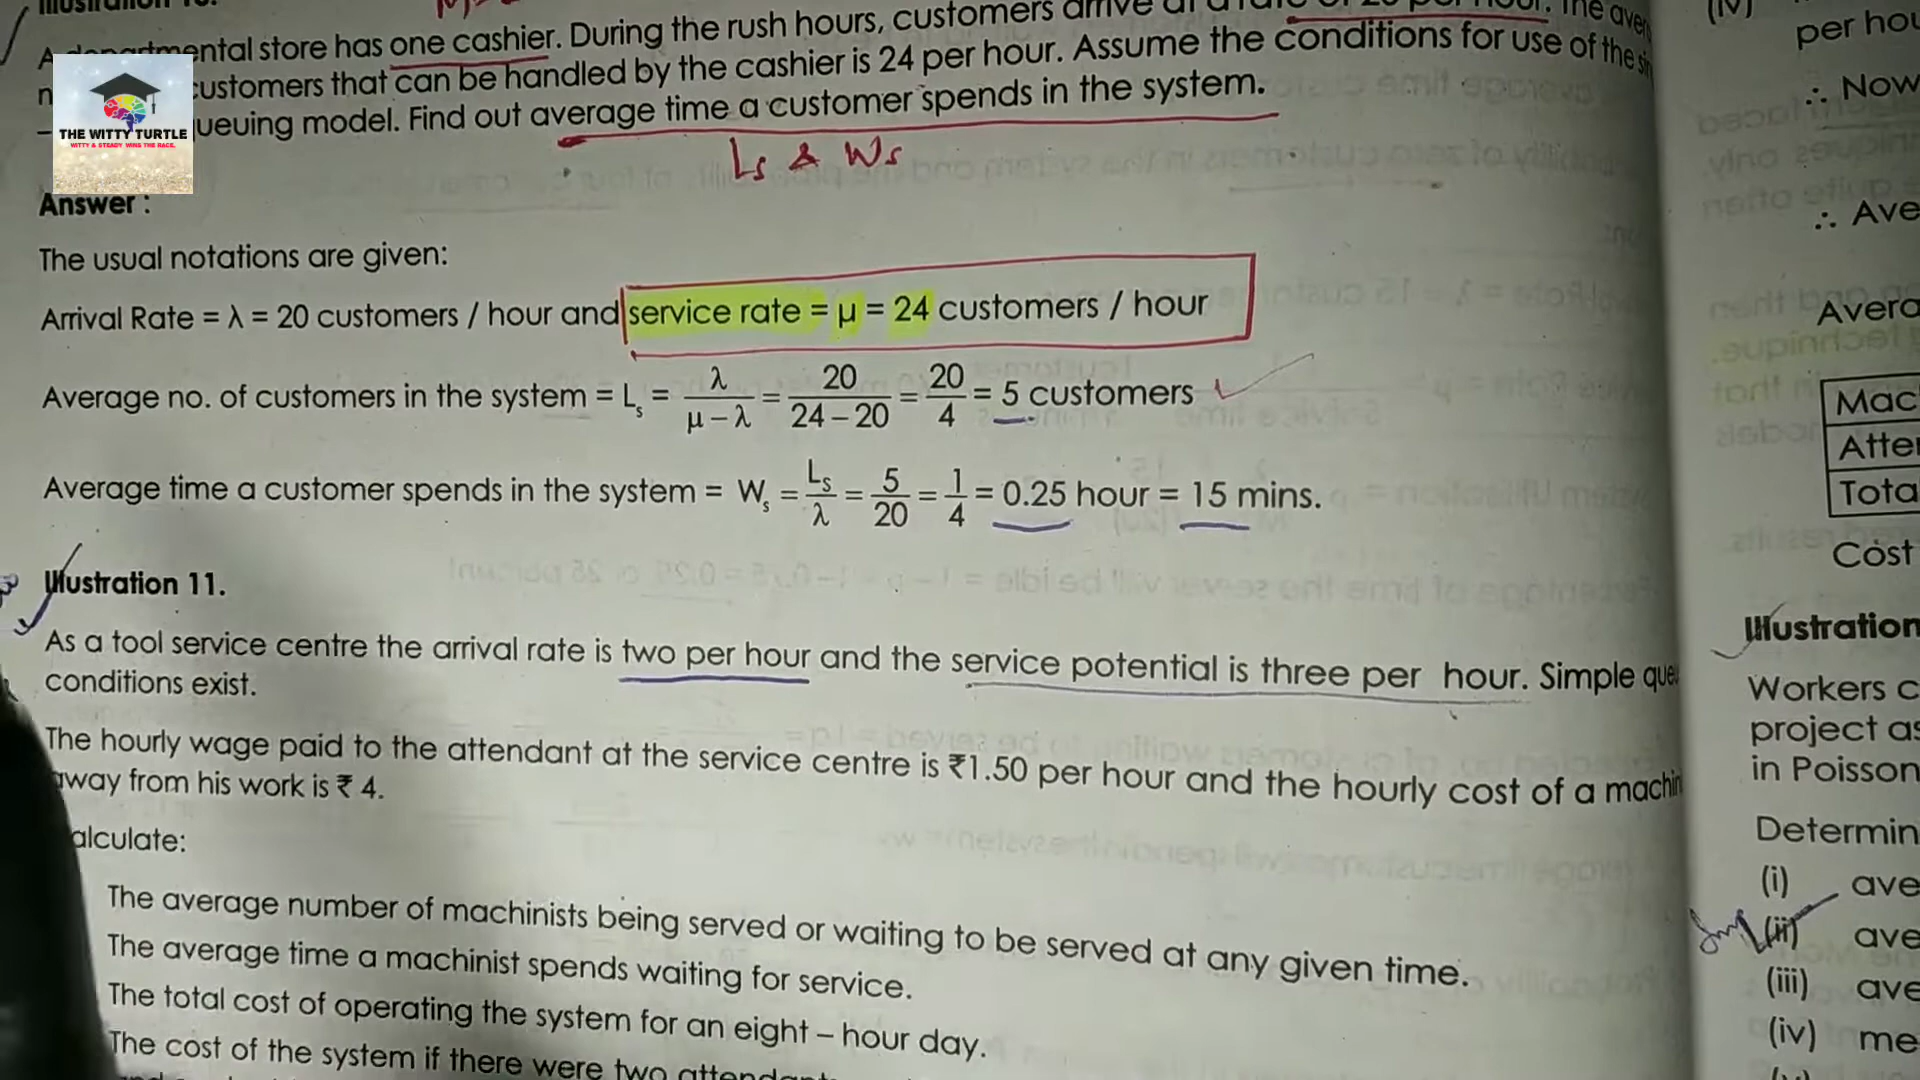 one cashier. During the rush hours, customers arrive at a
customers that can be handled by the cashier is 24 per hour. Assume the conditions for use of the
queuing model. Find out average time a customer spends in the system.
Ls & Ws
THE WITTY TURTLE
WITTY & STEADY WINS THE RACE.
Answer :
The usual notations are given:
Arrival Rate = λ = 20 customers / hour and service rate = μ = 24 customers / hour
Average no. of customers in the system = Ls = λ / (μ – λ) = 20 / (24 – 20) = 20 / 4 = 5 customers
Average time a customer spends in the system = Ws = Ls / λ = 5 / 20 = 1 / 4 = 0.25 hour = 15 mins.
Illustration 11.
As a tool service centre the arrival rate is two per hour and the service potential is three per hour. Simple
conditions exist.
The hourly wage paid to the attendant at the service centre is ₹1.50 per hour and the hourly cost of a
away from his work is ₹ 4.
alculate:
The average number of machinists being served or waiting to be served at any given time.
The average time a machinist spends waiting for service.
The total cost of operating the system for an eight – hour day.
The cost of the system if there were two
(iv)
per
∴ Now
∴ Ave
Avera
Mac
Atte
Tota
Cost
Illustration
Workers c
project as
in Poisson
Determin
(i) ave
(ii) ave
(iii) ave
(iv) me